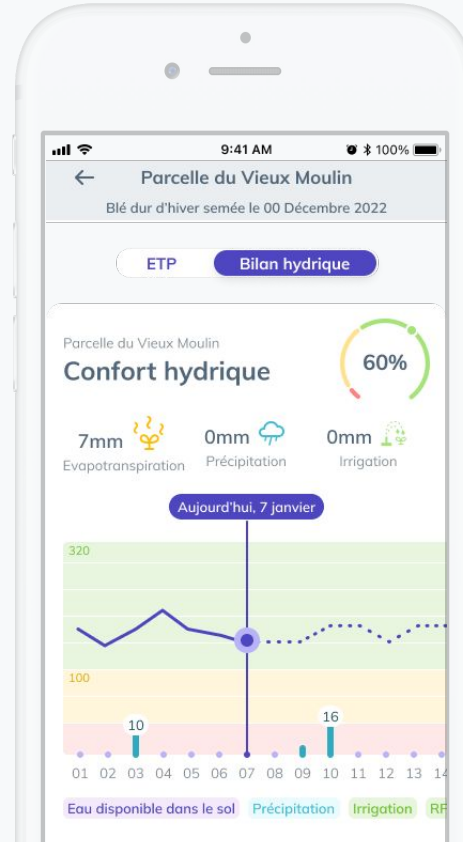 9:41 AM 100%
Parcelle du Vieux Moulin
Blé dur d'hiver semée le 00 Décembre 2022
ETP Bilan hydrique
Parcelle du Vieux Moulin
Confort hydrique
60%
7mm 0mm 0mm
Evapotranspiration Précipitation Irrigation
Aujourd'hui, 7 janvier
320
100
10 16
01 02 03 04 05 06 07 08 09 10 11 12 13 14
Eau disponible dans le sol Précipitation Irrigation RF